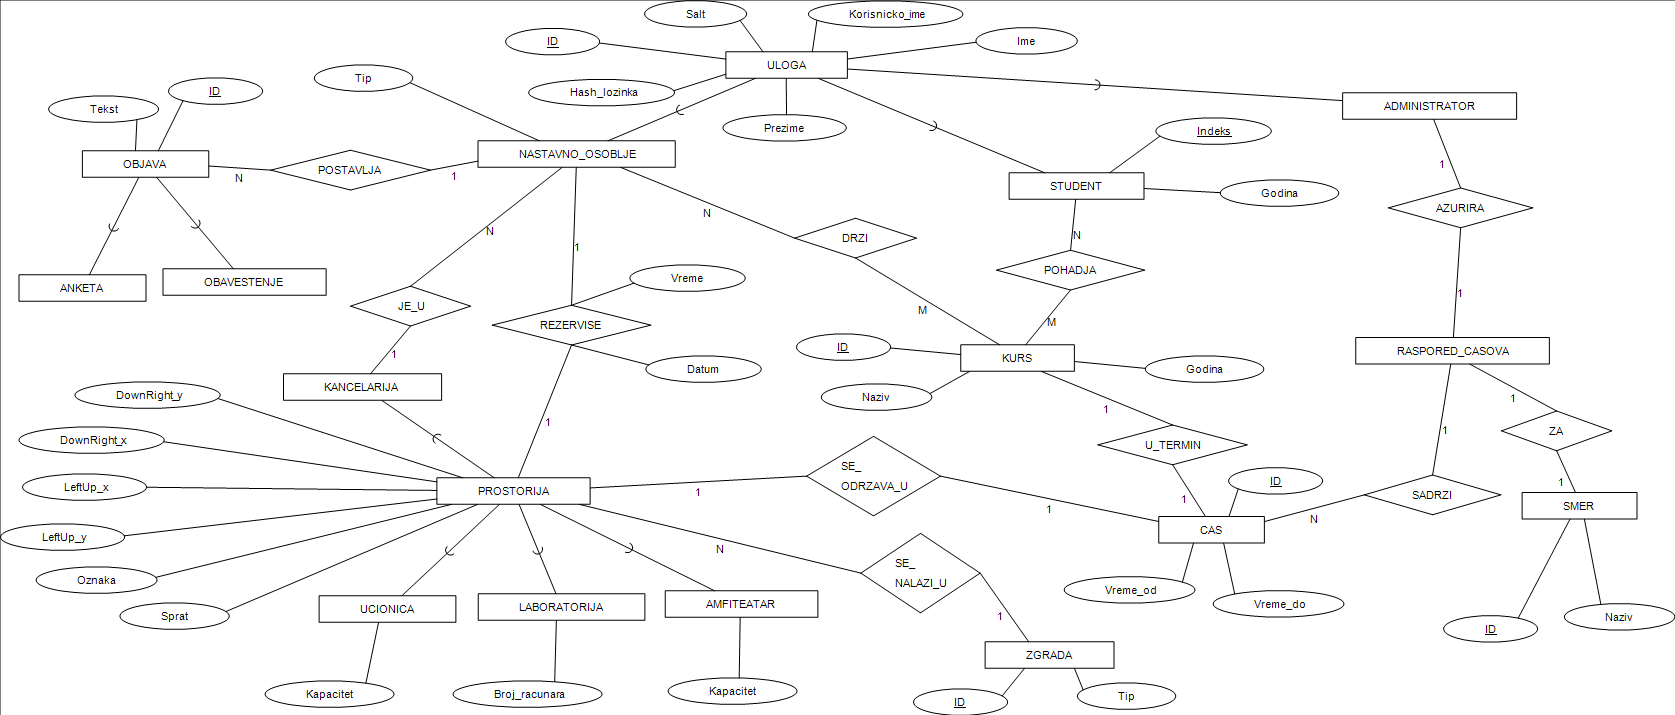 Salt
Korisnicko_ime
ID
Ime
ULOGA
Tip
ID
Hash_lozinka
Tekst
ADMINISTRATOR
Prezime
Indeks
NASTAVNO_OSOBLJE
OBJAVA
1
POSTAVLJA
N
1
STUDENT
Godina
AZURIRA
N
N
DRZI
N
1
POHADJA
Vreme
OBAVESTENJE
ANKETA
1
JE_U
M
M
REZERVISE
ID
KURS
RASPORED_CASOVA
1
Datum
Godina
KANCELARIJA
DownRight_y
Naziv
1
1
1
ZA
1
DownRight_x
U_TERMIN
SE_
ODRZAVA_U
ID
1
LeftUp_x
PROSTORIJA
1
1
SADRZI
SMER
1
N
CAS
LeftUp_y
N
SE_
NALAZI_U
Oznaka
Vreme_od
Vreme_do
UCIONICA
LABORATORIJA
AMFITEATAR
Sprat
1
Naziv
ID
ZGRADA
Kapacitet
Broj_racunara
Kapacitet
ID
Tip